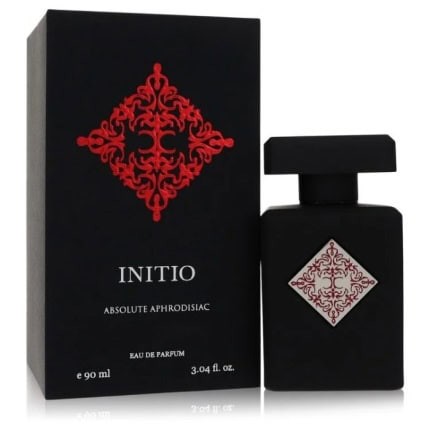 INITIO
ABSOLUTE APHRODISIAC
EAU DE PARFUM
e 90 ml 3.04 fl. oz.